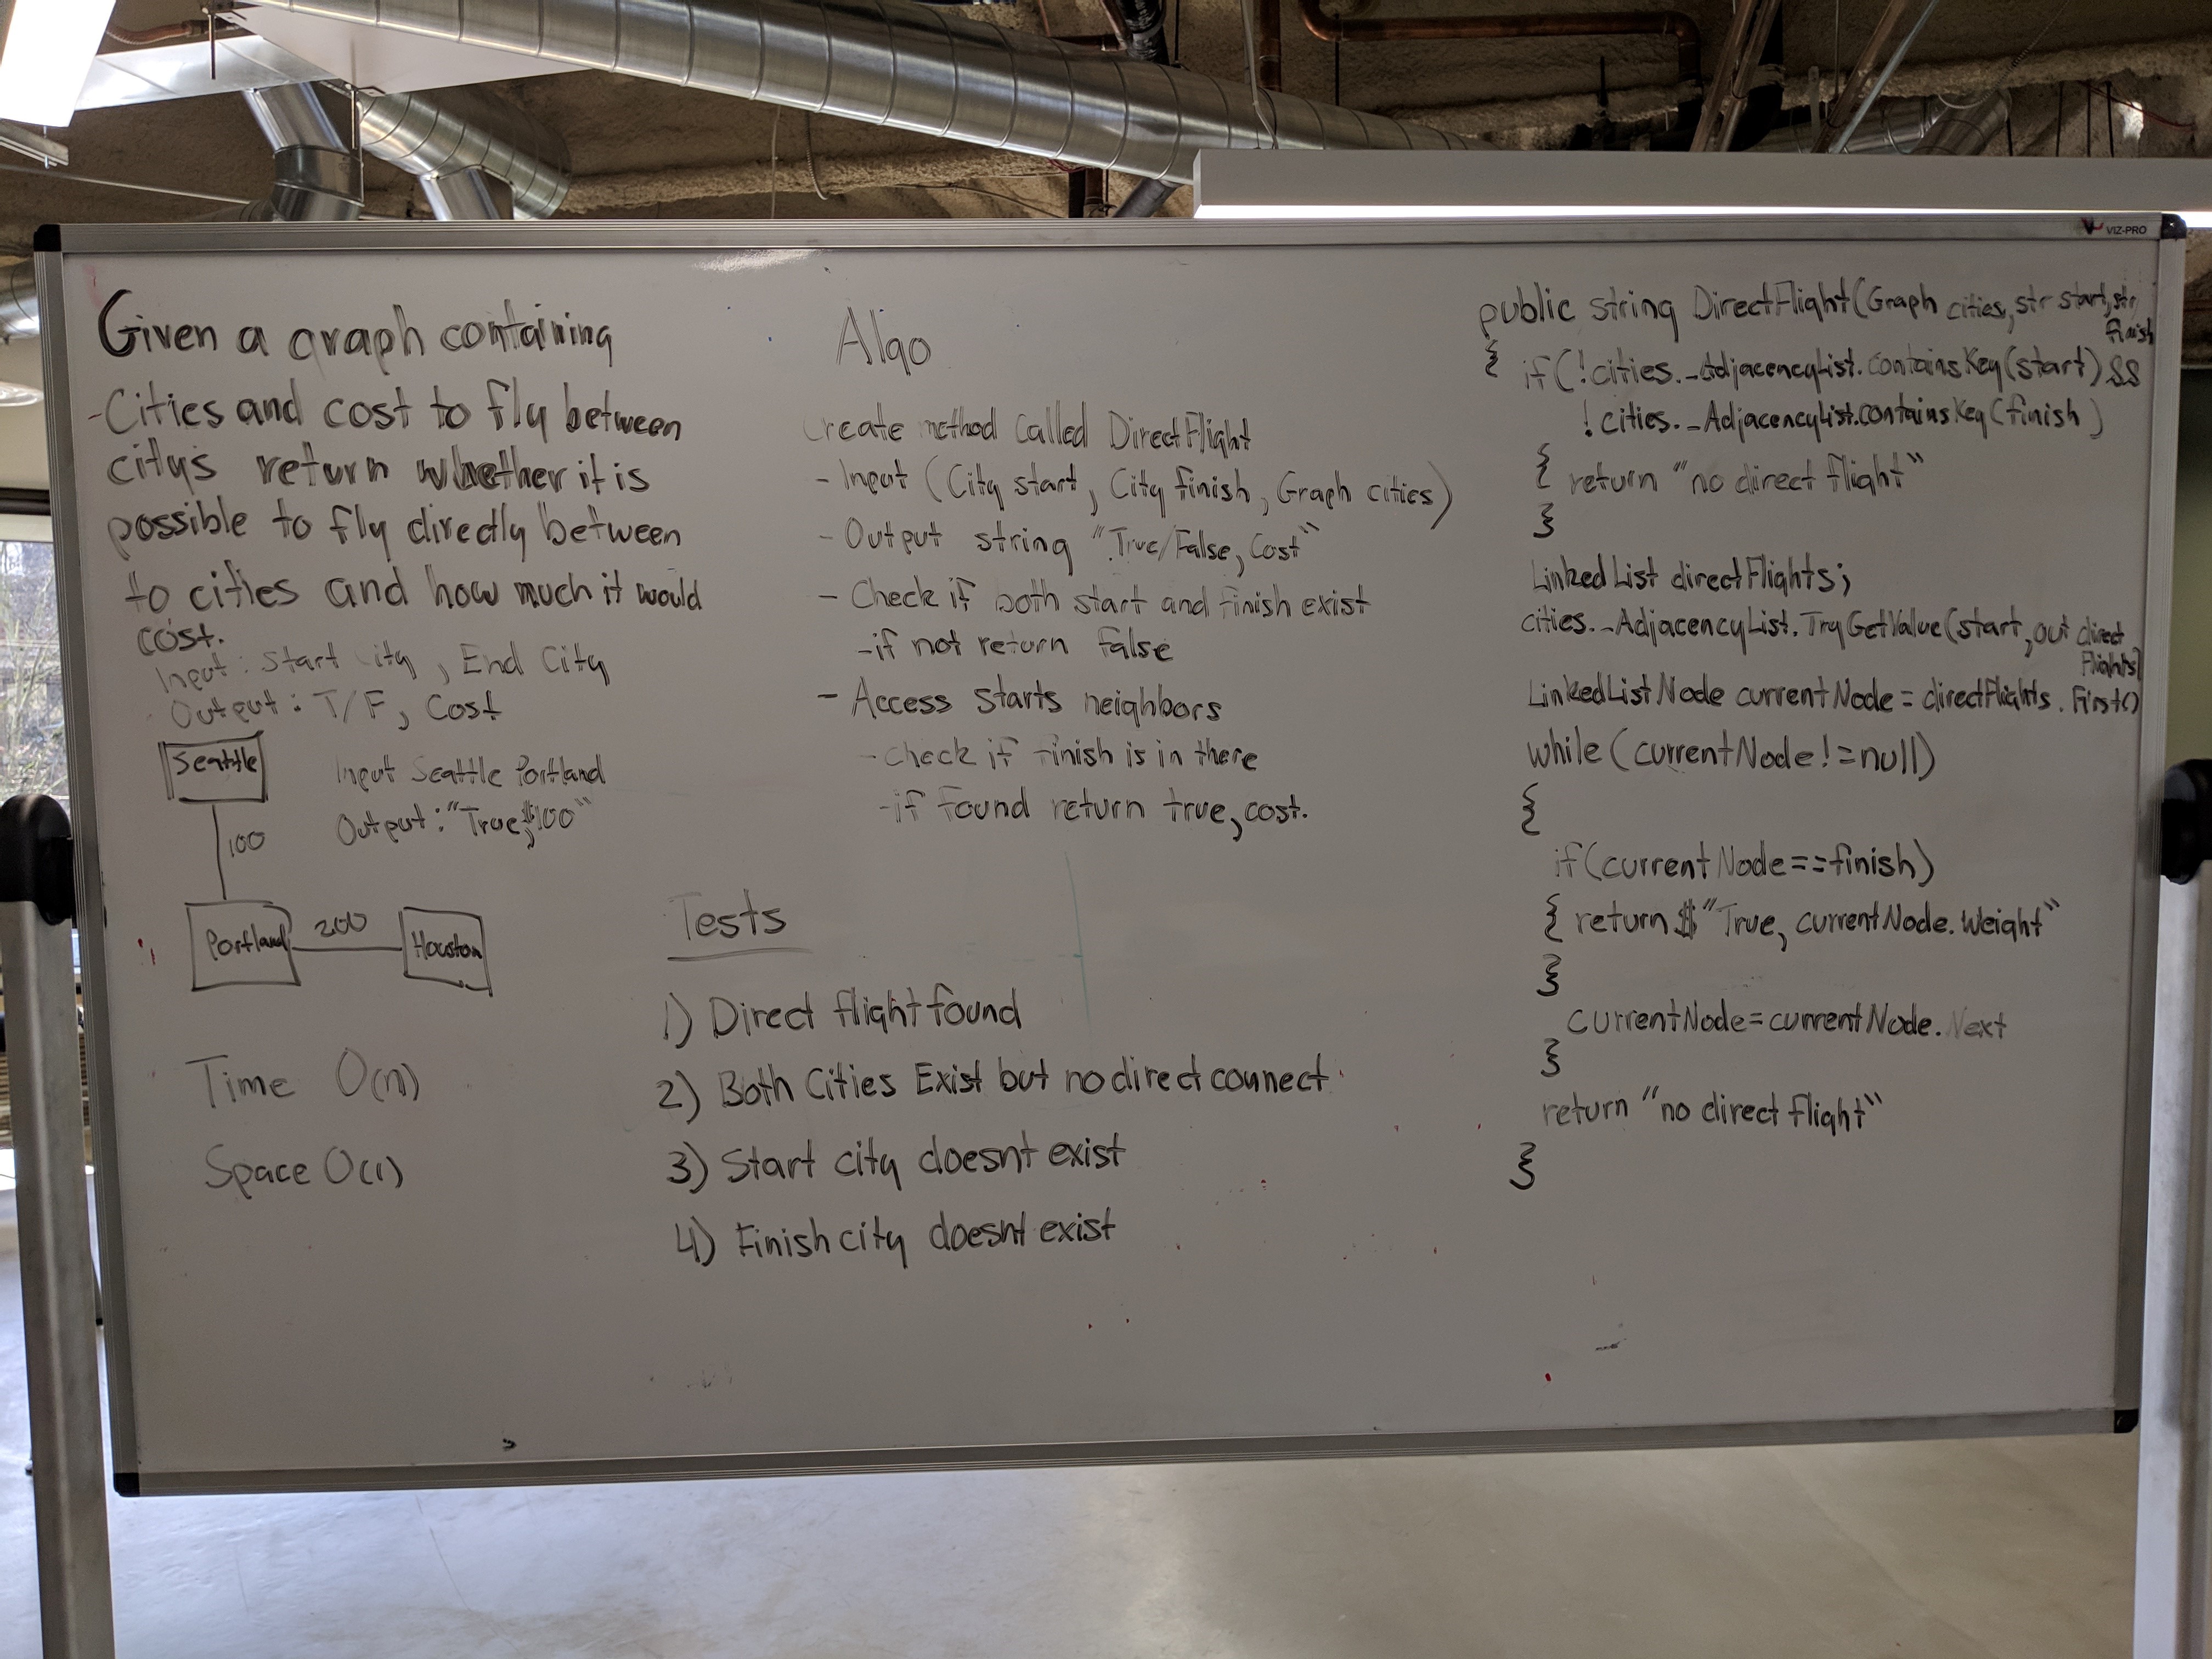 VIZ-PRO
Given a graph containing
-Cities and cost to fly between
city's return whether it is
possible to fly directly between
to cities and how much it would
cost.
Input: Start City, End City
Output: T/F, Cost
Seattle
100
Portland
200
Houston
Input Seattle Portland
Output: "True, $100"
Time O(n)
Space O(1)
Algo
Create method called DirectFlight
- Input (City start, City finish, Graph cities)
- Output string "True/False, Cost"
- Check if both start and finish exist
-if not return false
- Access starts neighbors
-check if finish is in there
-if found return true, cost.
Tests
1) Direct flight found
2) Both Cities Exist but no direct connect
3) Start city doesnt exist
4) Finish city doesnt exist
public string DirectFlight(Graph cities, str start, str
finish
{ if(!cities._AdjacencyList.containsKey(start) &&
!cities._AdjacencyList.containsKey(finish)
{ return "no direct flight"
}
LinkedList directFlights;
cities._AdjacencyList.TryGetValue(start, out direct
Flights)
LinkedListNode currentNode = directFlights.First()
while(currentNode!=null)
{
if(currentNode==finish)
{ return $"True, currentNode.Weight"
}
currentNode=currentNode.Next
}
return "no direct flight"
}